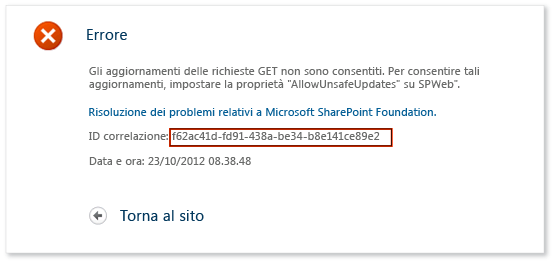 Errore
Gli aggiornamenti delle richieste GET non sono consentiti. Per consentire tali
aggiornamenti, impostare la proprietà "AllowUnsafeUpdates" su SPWeb".
Risoluzione dei problemi relativi a Microsoft SharePoint Foundation.
ID correlazione: f62ac41d-fd91-438a-be34-b8e141ce89e2
Data e ora: 23/10/2012 08.38.48
Torna al sito